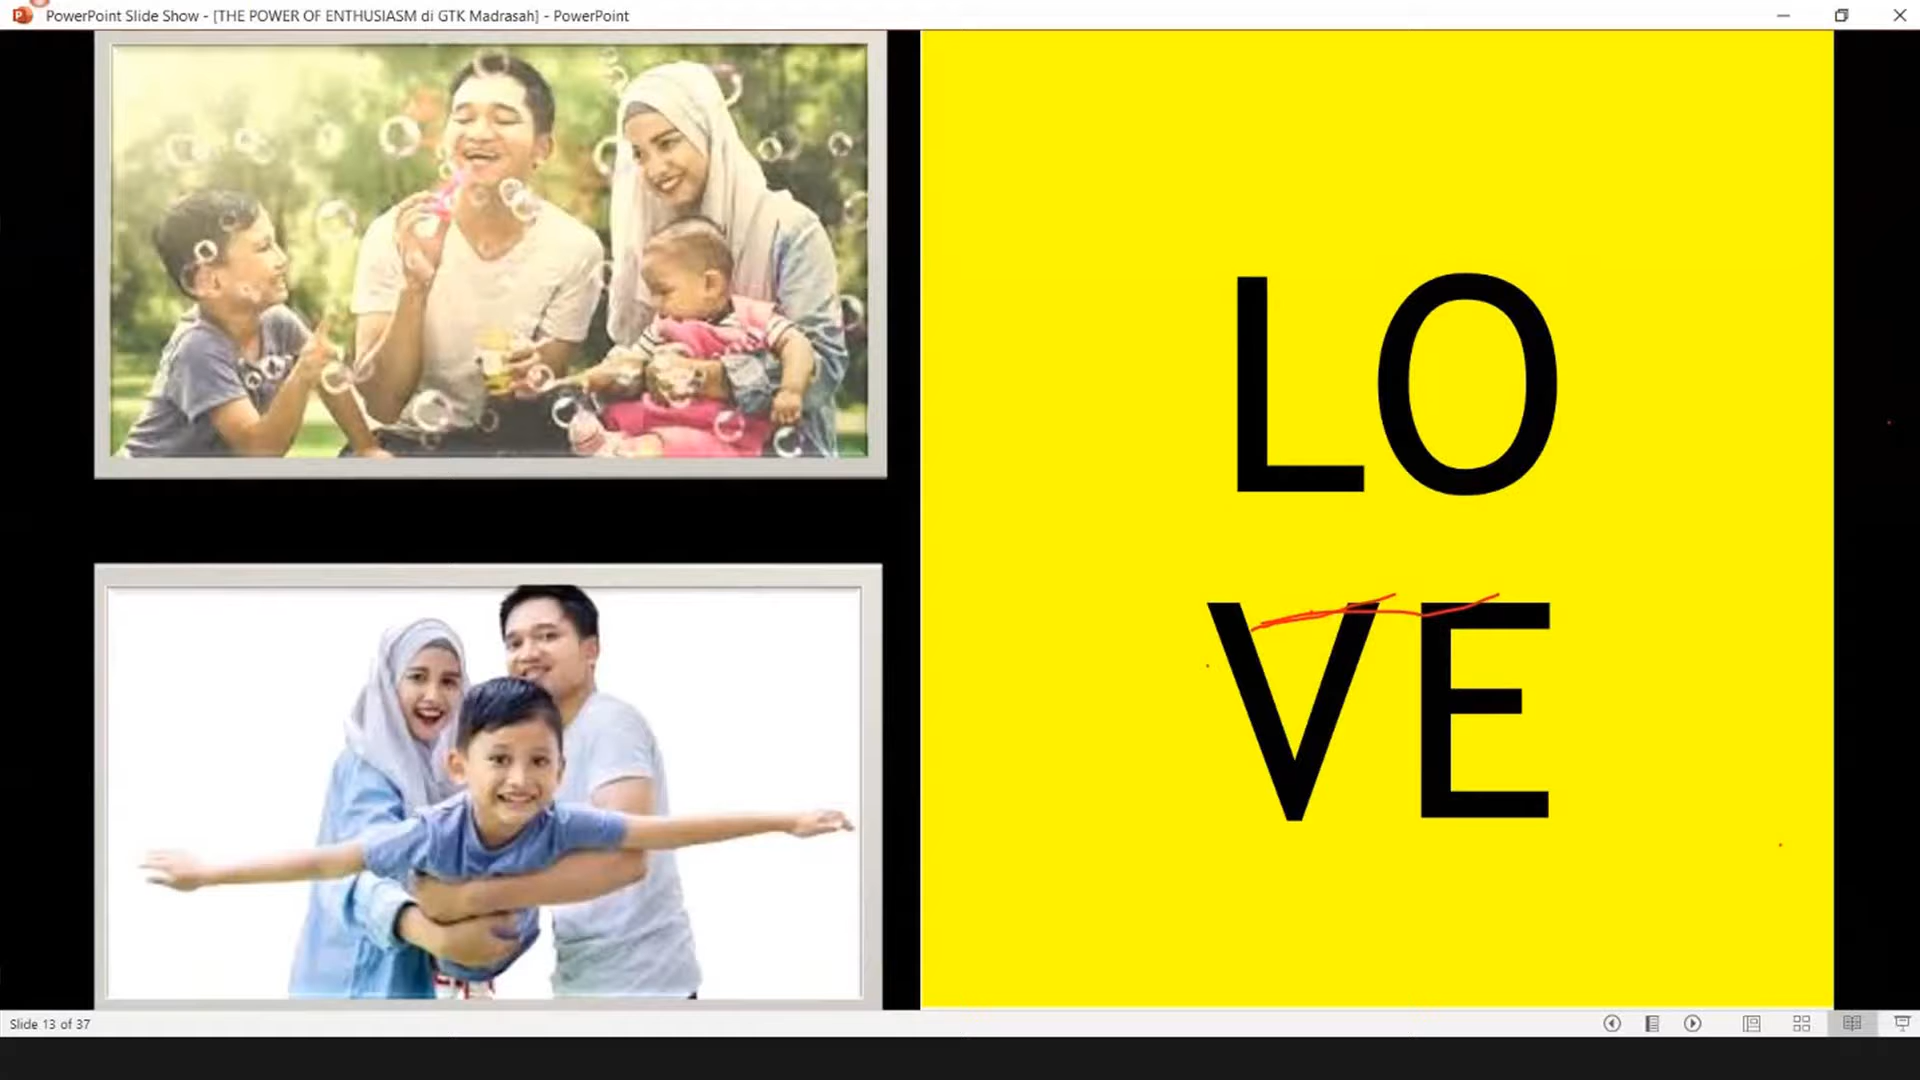 PowerPoint Slide Show - [THE POWER OF ENTHUSIASM di GTK Madrasah] - PowerPoint
LO
VE
Slide 13 of 37